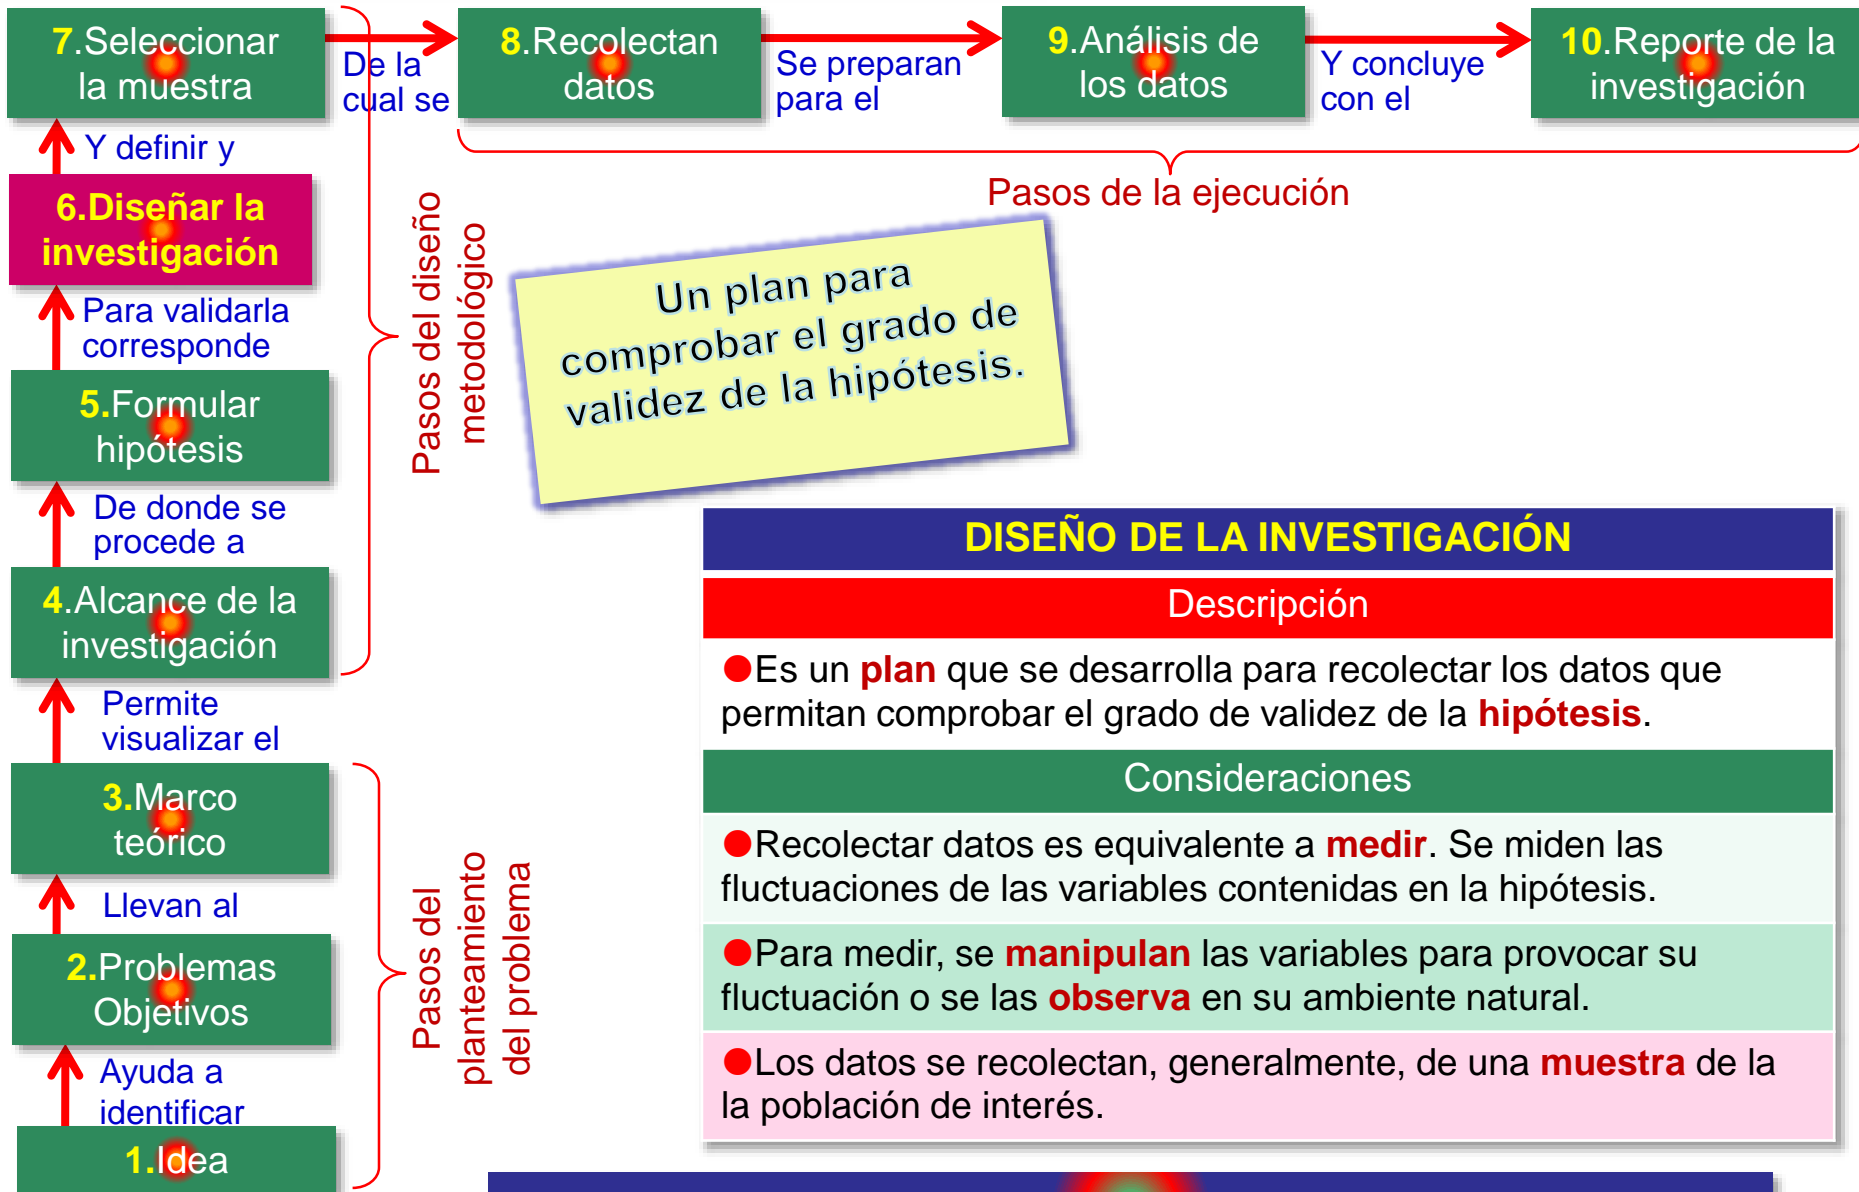 7.Seleccionar
la muestra
De la
cual se
8.Recolectan
datos
Se preparan
para el
9.Análisis de
los datos
Y concluye
con el
10.Reporte de la
investigación
Pasos de la ejecución
Y definir y
6.Diseñar la
investigación
Para validarla
corresponde
5.Formular
hipótesis
De donde se
procede a
4.Alcance de la
investigación
Pasos del diseño
metodológico
Permite
visualizar el
3.Marco
teórico
Llevan al
2.Problemas
Objetivos
Ayuda a
identificar
1.Idea
Pasos del
planteamiento
del problema
Un plan para
comprobar el grado de
validez de la hipótesis.
DISEÑO DE LA INVESTIGACIÓN
Descripción
●Es un plan que se desarrolla para recolectar los datos que
permitan comprobar el grado de validez de la hipótesis.
Consideraciones
●Recolectar datos es equivalente a medir. Se miden las
fluctuaciones de las variables contenidas en la hipótesis.
●Para medir, se manipulan las variables para provocar su
fluctuación o se las observa en su ambiente natural.
●Los datos se recolectan, generalmente, de una muestra de la
la población de interés.